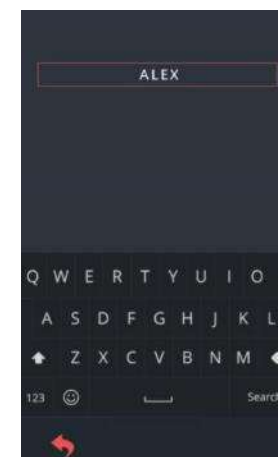 ALEX
Q W E R T Y U I O
A S D F G H J K L
Z X C V B N M
123 Search